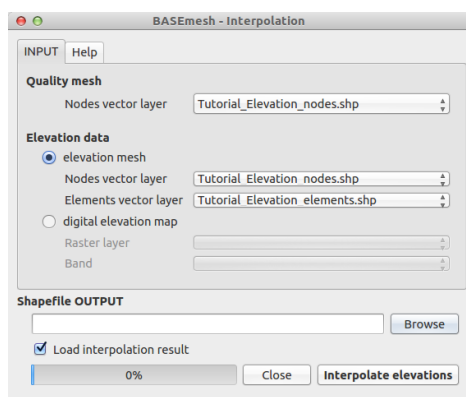 BASEmesh - Interpolation
INPUT Help
Quality mesh
Nodes vector layer Tutorial_Elevation_nodes.shp
Elevation data
elevation mesh
Nodes vector layer Tutorial_Elevation_nodes.shp
Elements vector layer Tutorial_Elevation_elements.shp
digital elevation map
Raster layer
Band
Shapefile OUTPUT
Browse
Load interpolation result
0% Close Interpolate elevations